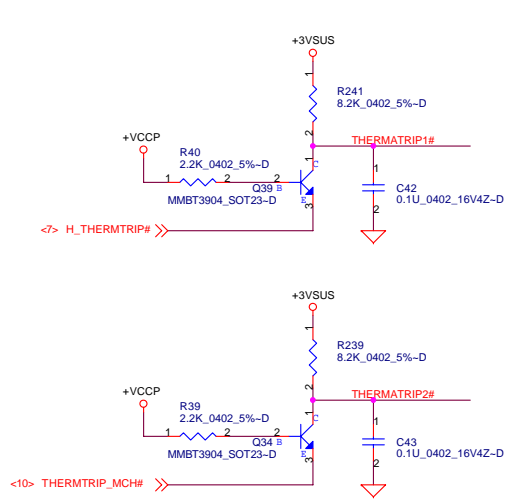 +3VSUS
1
R241
8.2K_0402_5%~D
2
THERMATRIP1#
+VCCP
R40
2.2K_0402_5%~D
1
2
2
1
C
Q39
B
E
3
MMBT3904_SOT23~D
1
C42
0.1U_0402_16V4Z~D
2
<7> H_THERMTRIP#
+3VSUS
1
R239
8.2K_0402_5%~D
2
THERMATRIP2#
+VCCP
R39
2.2K_0402_5%~D
1
2
2
1
C
Q34
B
E
3
MMBT3904_SOT23~D
1
C43
0.1U_0402_16V4Z~D
2
<10> THERMTRIP_MCH#